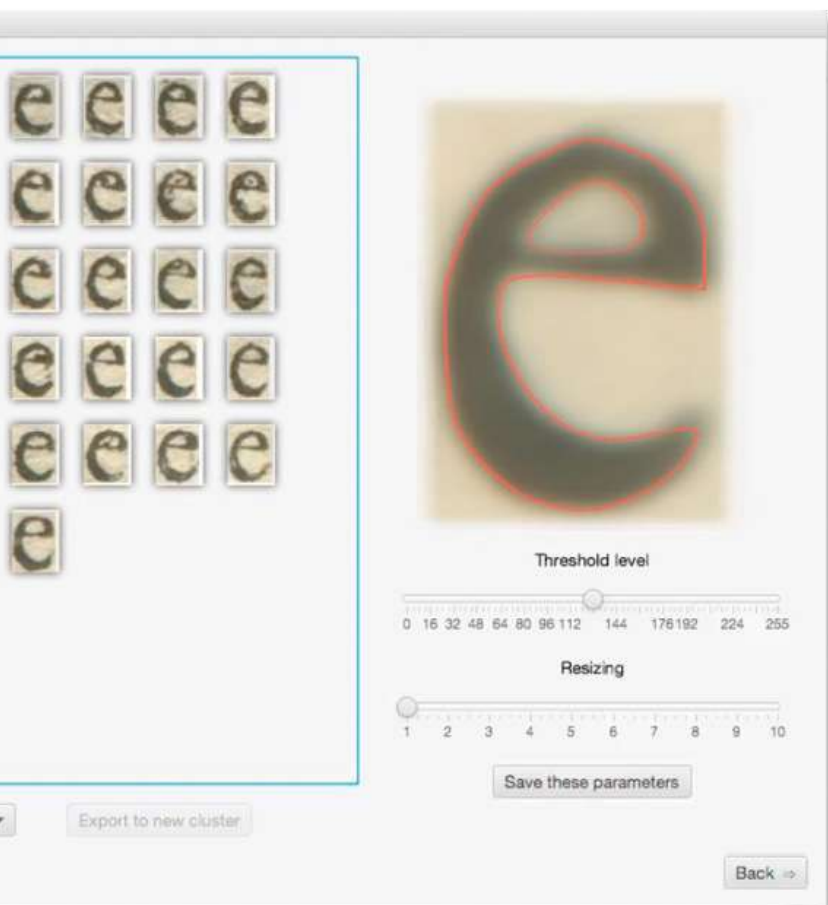 e e e e
e e e e
e e e e
e e e e
e e e e
e
e
Threshold level
0 16 32 48 64 80 96 112 144 176 192 224 255
Resizing
1 2 3 4 5 6 7 8 9 10
Save these parameters
Export to new cluster
Back ⇨